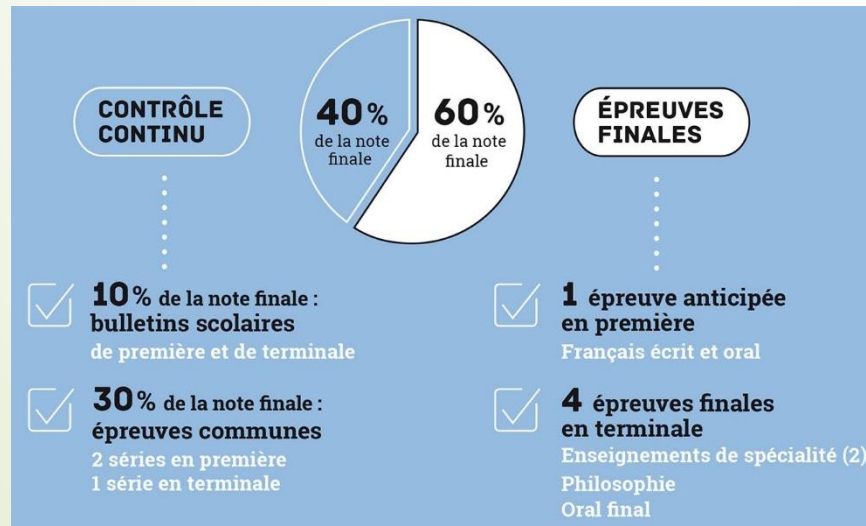 CONTRÔLE
CONTINU
40%
de la note
finale
60%
de la note
finale
ÉPREUVES
FINALES
10% de la note finale :
bulletins scolaires
de première et de terminale
30% de la note finale :
épreuves communes
2 séries en première
1 série en terminale
1 épreuve anticipée
en première
Français écrit et oral
4 épreuves finales
en terminale
Enseignements de spécialité (2)
Philosophie
Oral final